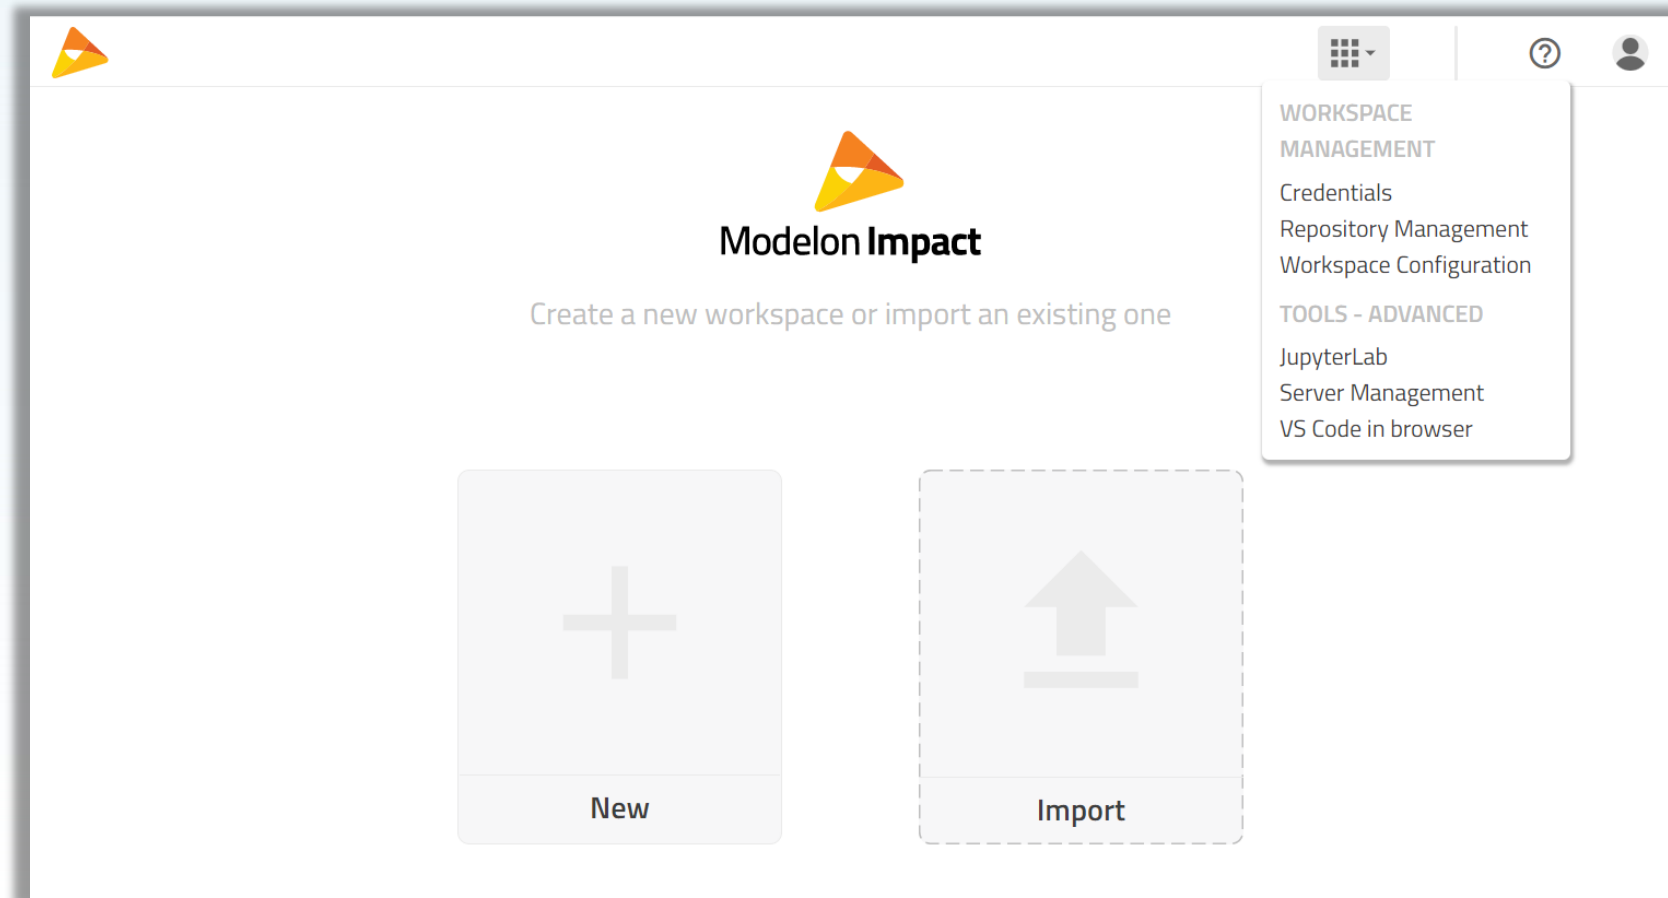 WORKSPACE
MANAGEMENT
Credentials
Repository Management
Workspace Configuration
TOOLS - ADVANCED
JupyterLab
Server Management
VS Code in browser
Modelon Impact
Create a new workspace or import an existing one
New
Import